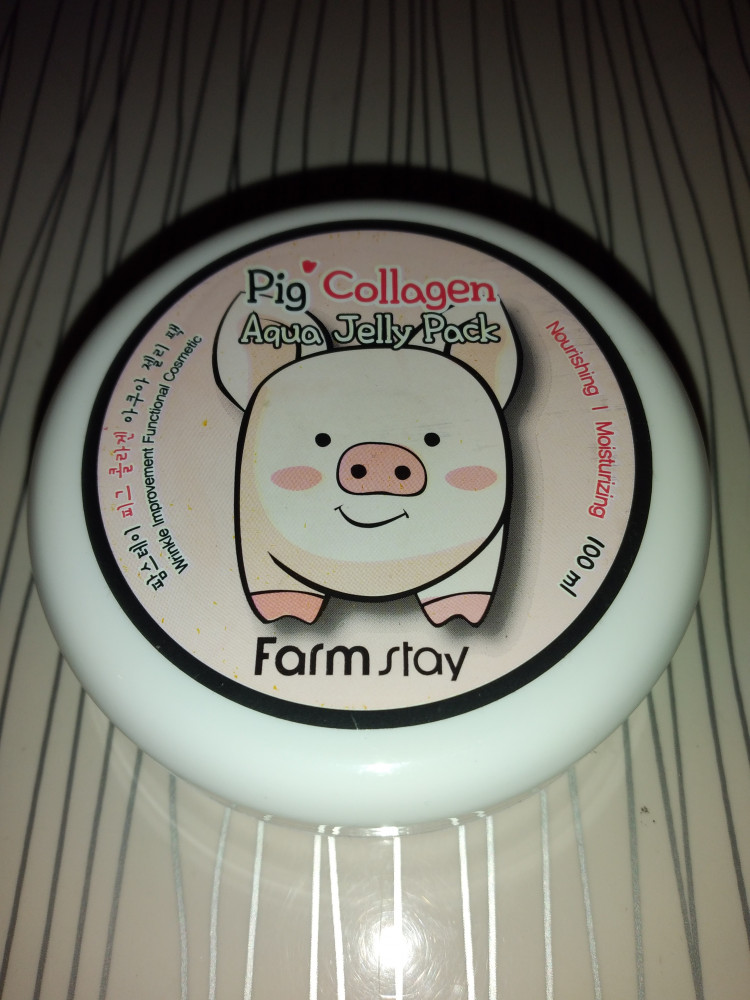 Pig Collagen
Aqua Jelly Pack
팜스테이 피그 콜라겐 아쿠아 젤리 팩
Wrinkle Improvement Functional Cosmetic
Nourishing | Moisturizing 100 ml
Farm stay